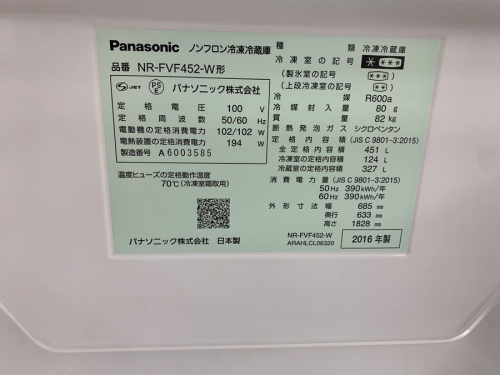 Panasonic ノンフロン冷凍冷蔵庫
品番 NR-FVF452-W形
JET PSE パナソニック株式会社
定格電圧 100 V
定格周波数 50/60 Hz
電動機の定格消費電力 102/102 W
電熱装置の定格消費電力 194 W
製造番号 A 6003585
温度ヒューズの定格動作温度
70℃(冷凍室霜取用)
パナソニック株式会社 日本製
種類 冷凍冷蔵庫
冷凍室の記号 ****
(製氷室の記号) (**)
(上段冷凍室の記号) (***)
冷媒 R600a
冷媒封入量 80 g
質量 82 kg
断熱発泡ガス シクロペンタン
定格内容積 (JIS C 9801-3:2015)
全定格内容積 451 L
冷凍室の定格内容積 124 L
冷蔵室の定格内容積 327 L
消費電力量 (JIS C 9801-3:2015)
50 Hz 390 kWh/年
60 Hz 390 kWh/年
外形寸法 幅 685 mm
奥行 633 mm
高さ 1828 mm
NR-FVF452-W
ARAHLCL06320
2016 年製